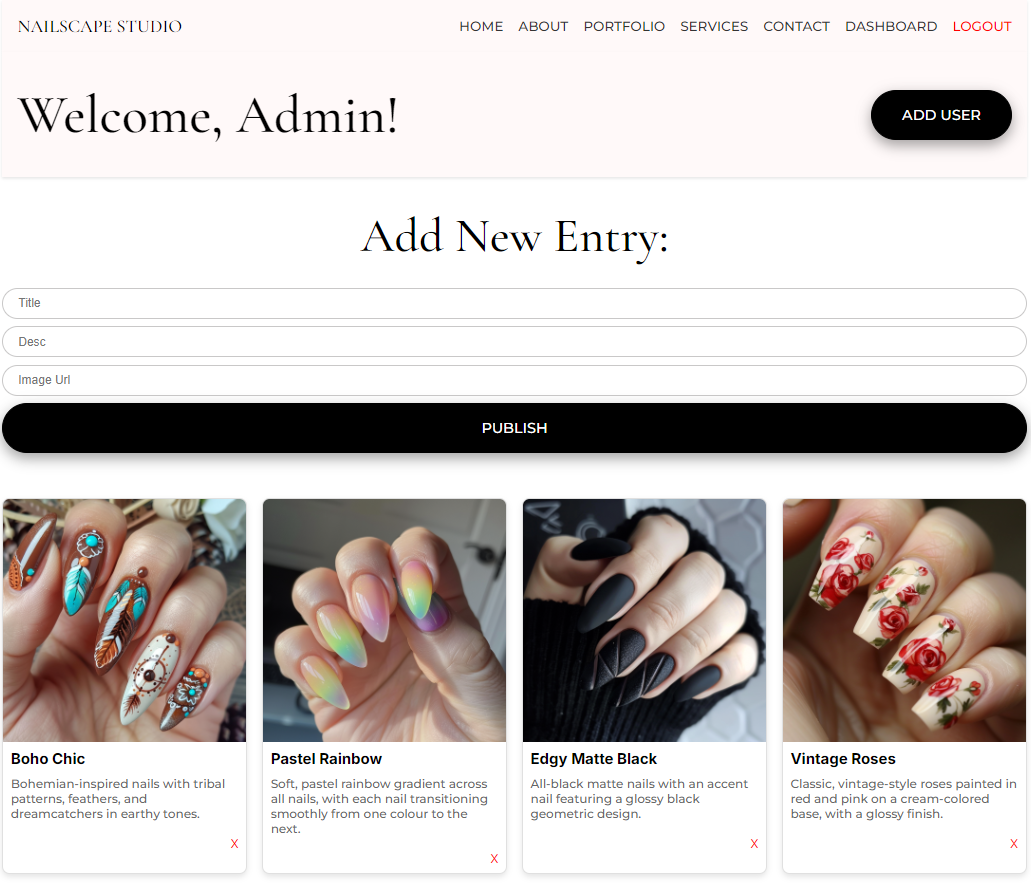 NAILSCAPE STUDIO HOME ABOUT PORTFOLIO SERVICES CONTACT DASHBOARD LOGOUT
Welcome, Admin! ADD USER
Add New Entry:
Title
Desc
Image Url
PUBLISH
Boho Chic
Bohemian-inspired nails with tribal
patterns, feathers, and
dreamcatchers in earthy tones.
X
Pastel Rainbow
Soft, pastel rainbow gradient across
all nails, with each nail transitioning
smoothly from one colour to the
next.
X
Edgy Matte Black
All-black matte nails with an accent
nail featuring a glossy black
geometric design.
X
Vintage Roses
Classic, vintage-style roses painted in
red and pink on a cream-colored
base, with a glossy finish.
X